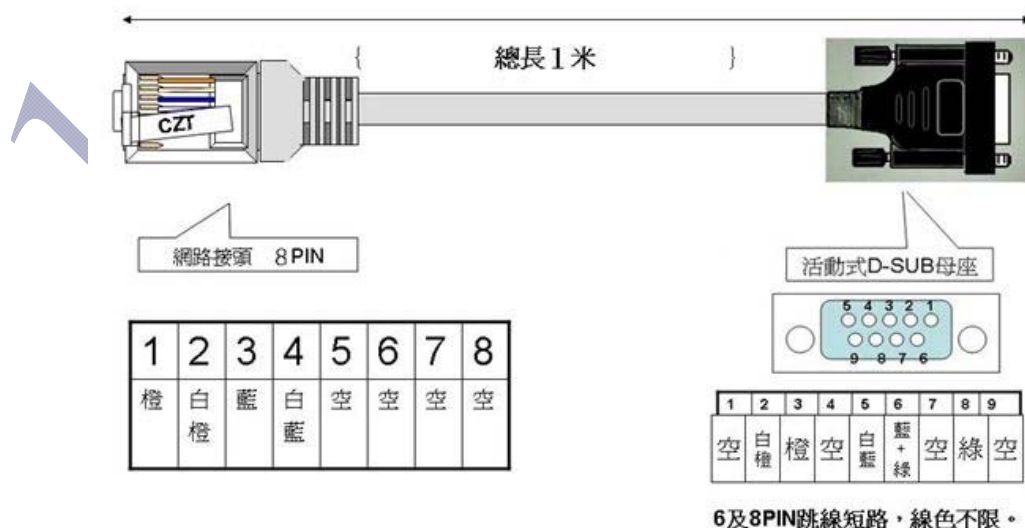 { 總長1米 }
CZT
網路接頭 8PIN
活動式D-SUB母座
5 4 3 2 1
9 8 7 6
1 2 3 4 5 6 7 8
橙 白橙 藍 白藍 空 空 空 空
1 2 3 4 5 6 7 8 9
空 白橙 橙 空 白藍 藍+綠 空 綠 空
6及8PIN跳線短路,線色不限。